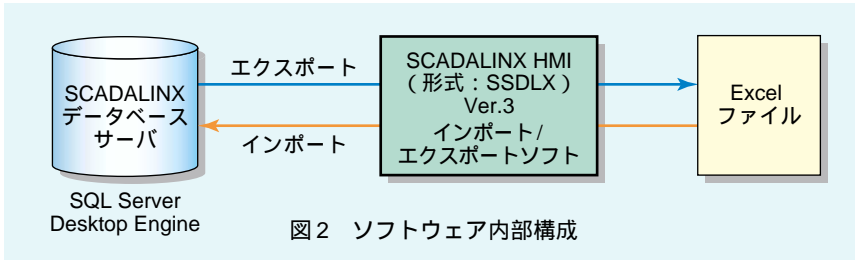 SCADALINX
データベース
サーバ
SQL Server
Desktop Engine
エクスポート
インポート
SCADALINX HMI
（形式：SSDLX）
Ver.3
インポート/
エクスポートソフト
Excel
ファイル
図2 ソフトウェア内部構成